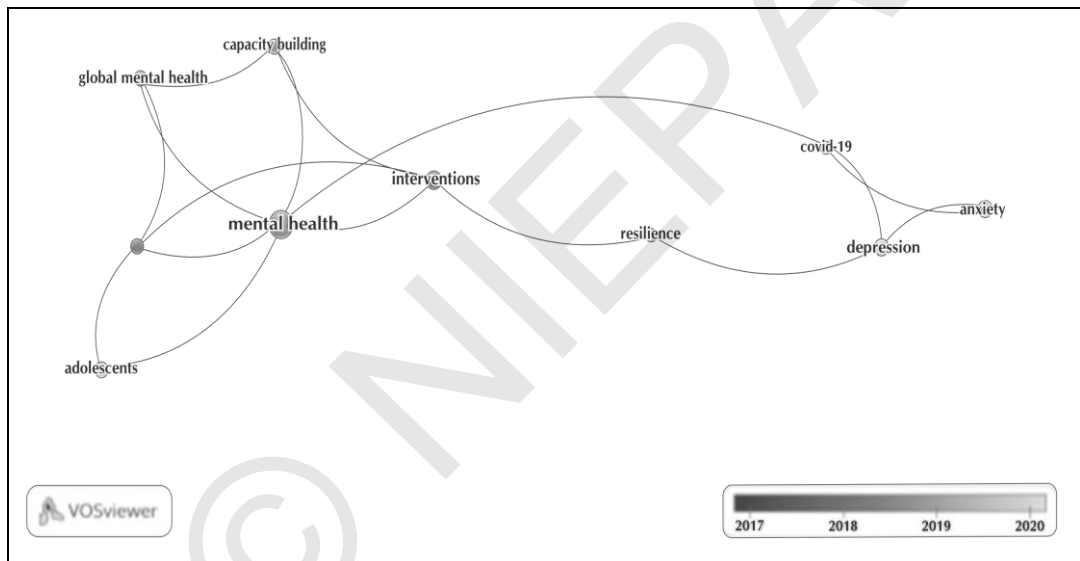 capacity building
global mental health
covid-19
interventions
anxiety
mental health
resilience
depression
adolescents
VOSviewer
2017 2018 2019 2020
© NIEPA